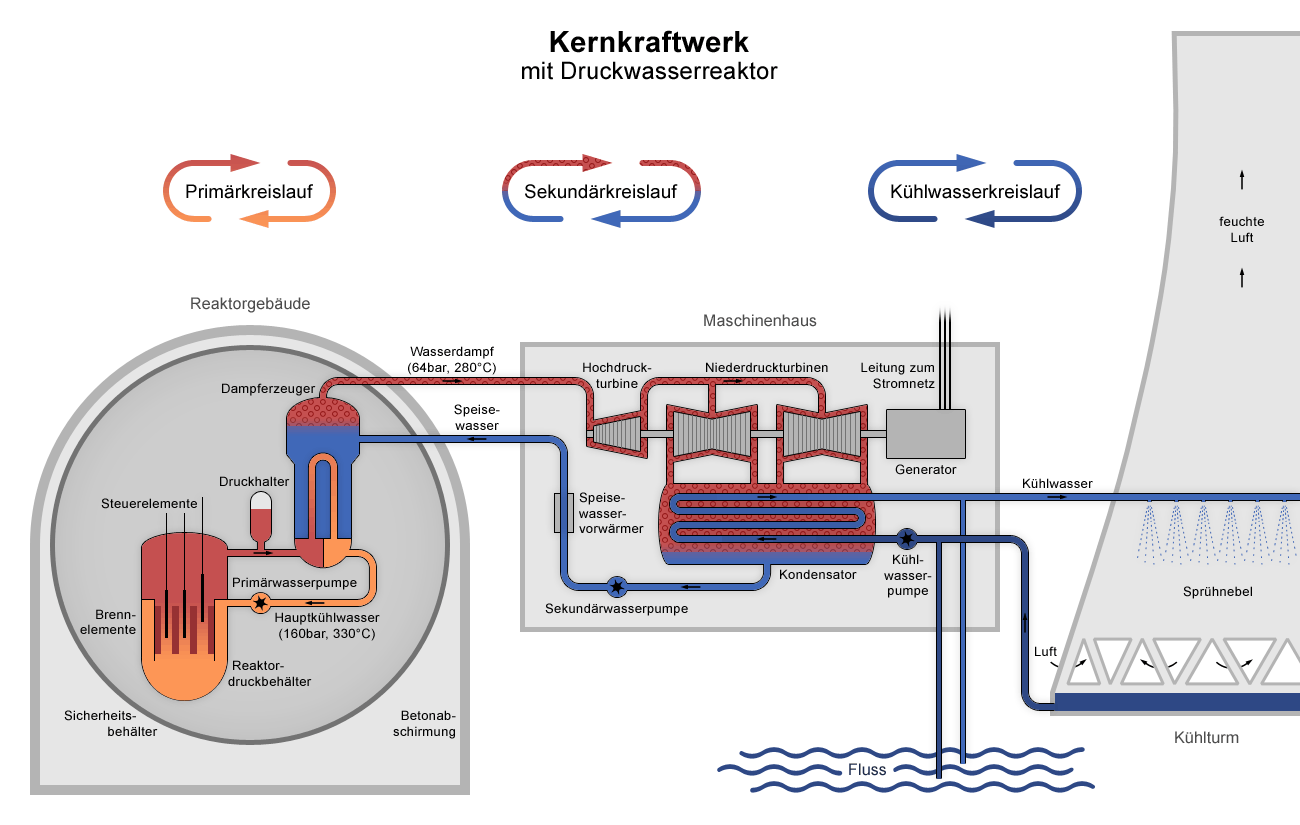 Kernkraftwerk
mit Druckwasserreaktor
Primärkreislauf
Sekundärkreislauf
Kühlwasserkreislauf
feuchte
Luft
Reaktorgebäude
Maschinenhaus
Wasserdampf
(64bar, 280°C)
Hochdruck-
turbine
Niederdruckturbinen
Leitung zum
Stromnetz
Dampferzeuger
Speise-
wasser
Generator
Druckhalter
Steuerelemente
Kühlwasser
Speise-
wasser-
vorwärmer
Kondensator
Kühl-
wasser-
pumpe
Primärwasserpumpe
Sprühnebel
Sekundärwasserpumpe
Brenn-
elemente
Hauptkühlwasser
(160bar, 330°C)
Luft
Reaktor-
druckbehälter
Sicherheits-
behälter
Betonab-
schirmung
Kühlturm
Fluss